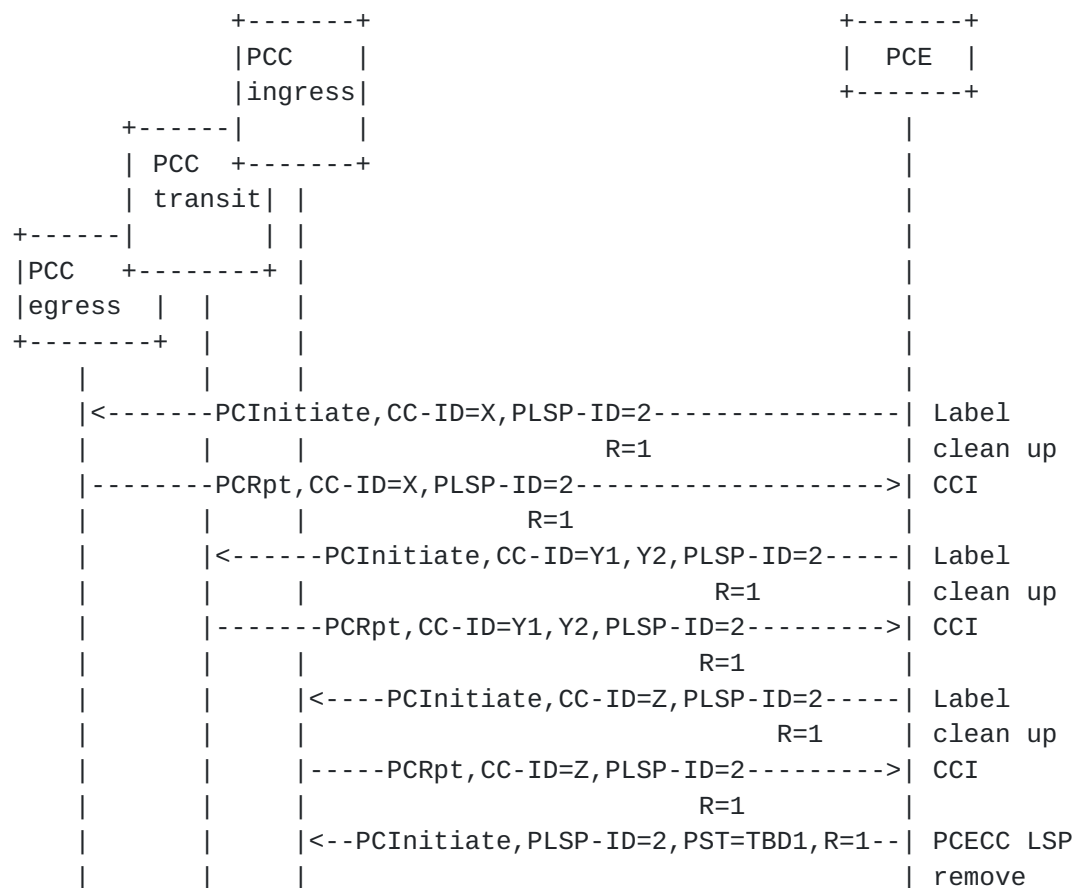 +-------+                              +-------+
|PCC    |                              |  PCE  |
|ingress|                              +-------+
+------|       |                                  |
| PCC  +-------+                                  |
| transit| |                                      |
+------|        | |                                      |
|PCC   +--------+ |                                      |
|egress  |  |     |                                      |
+--------+  |     |                                      |
|       |     |                                      |
|<-------PCInitiate,CC-ID=X,PLSP-ID=2----------------| Label
|       |     |                   R=1                | clean up
|--------PCRpt,CC-ID=X,PLSP-ID=2-------------------->| CCI
|       |     |              R=1                     |
|       |<------PCInitiate,CC-ID=Y1,Y2,PLSP-ID=2-----| Label
|       |     |                          R=1         | clean up
|       |-------PCRpt,CC-ID=Y1,Y2,PLSP-ID=2--------->| CCI
|       |     |                         R=1          |
|       |     |<----PCInitiate,CC-ID=Z,PLSP-ID=2-----| Label
|       |     |                              R=1     | clean up
|       |     |-----PCRpt,CC-ID=Z,PLSP-ID=2--------->| CCI
|       |     |                         R=1          |
|       |     |<--PCInitiate,PLSP-ID=2,PST=TBD1,R=1--| PCECC LSP
|       |     |                                      | remove